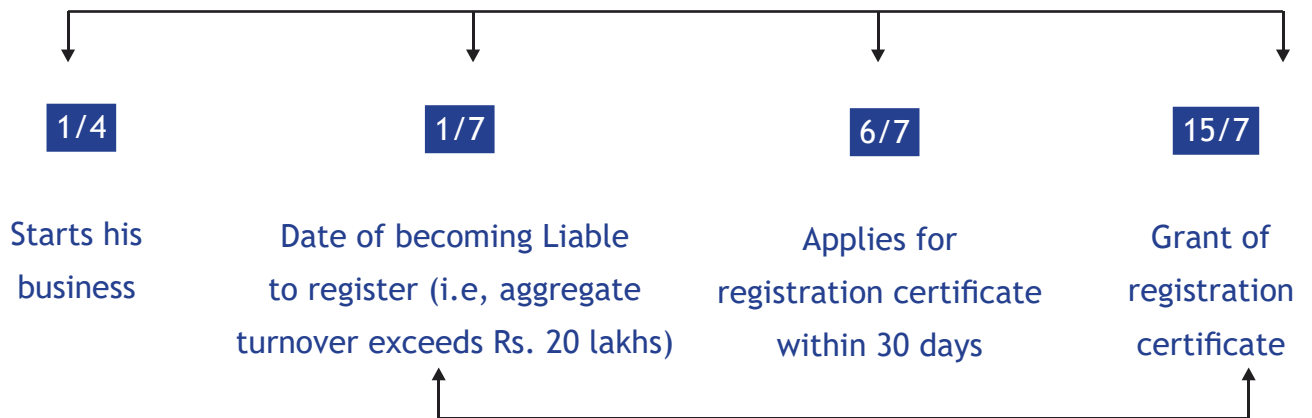 1/4
1/7
6/7
15/7
Starts his
business
Date of becoming Liable
to register (i.e, aggregate
turnover exceeds Rs. 20 lakhs)
Applies for
registration certificate
within 30 days
Grant of
registration
certificate